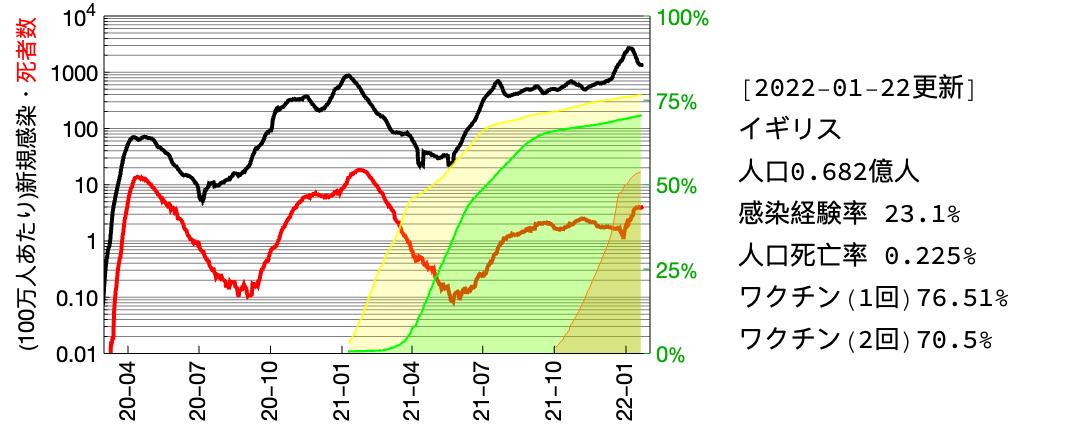 (100万人あたり)新規感染・死者数
10^4
1000
100
10
1
0.10
0.01
100%
75%
50%
25%
0%
20-04
20-07
20-10
21-01
21-04
21-07
21-10
22-01
[2022-01-22更新]
イギリス
人口0.682億人
感染経験率 23.1%
人口死亡率 0.225%
ワクチン(1回)76.51%
ワクチン(2回)70.5%